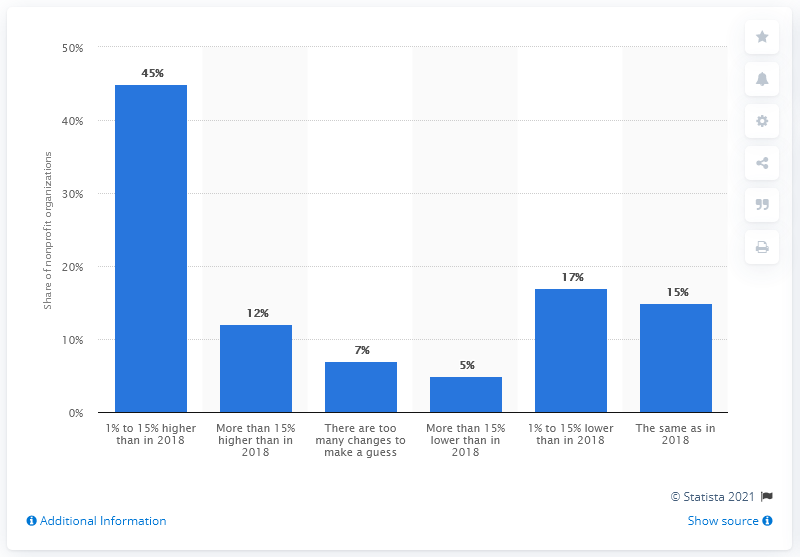 50%
40%
30%
20%
10%
0%
Share of nonprofit organizations
45%
12%
7%
5%
17%
15%
1% to 15% higher
than in 2018
More than 15%
higher than in
2018
There are too
many changes to
make a guess
More than 15%
lower than in
2018
1% to 15% lower
than in 2018
The same as in
2018
© Statista 2021
Additional Information
Show source